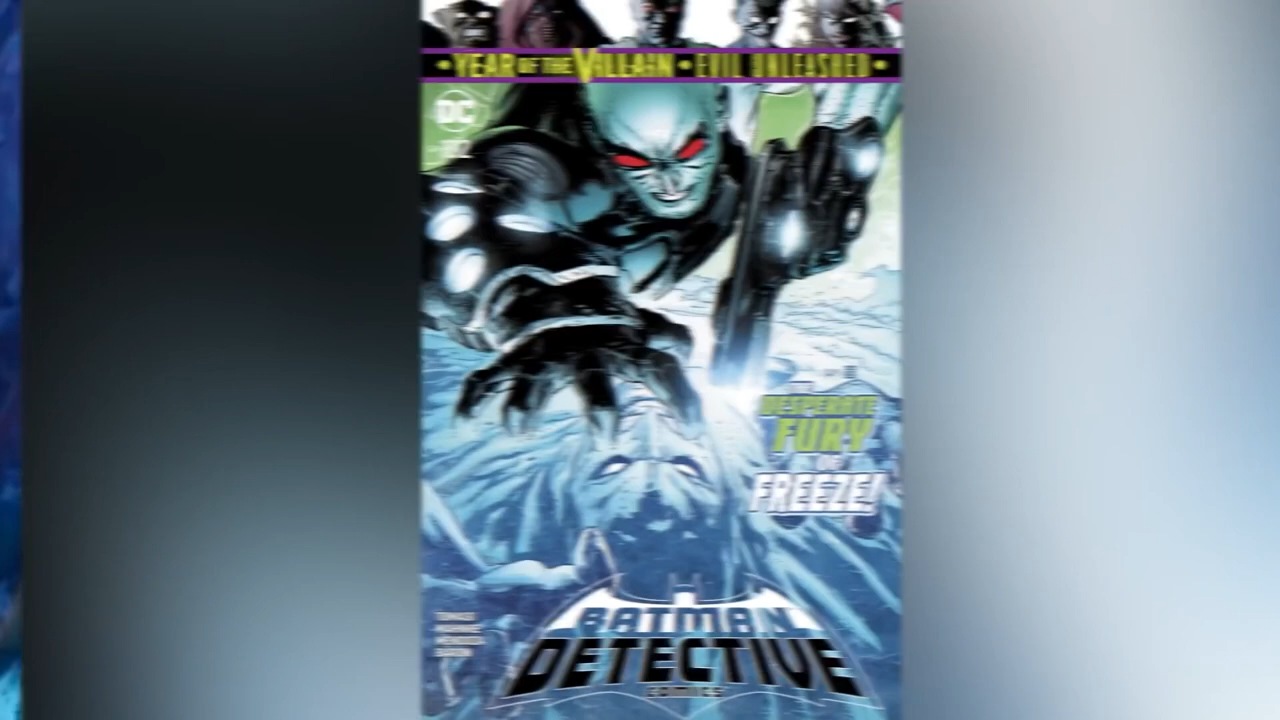 • YEAR OF THE VILLAIN • EVIL UNLEASHED •
DC
DESPERATE
FURY
OF
FREEZE!
BATMAN
DETECTIVE
COMICS